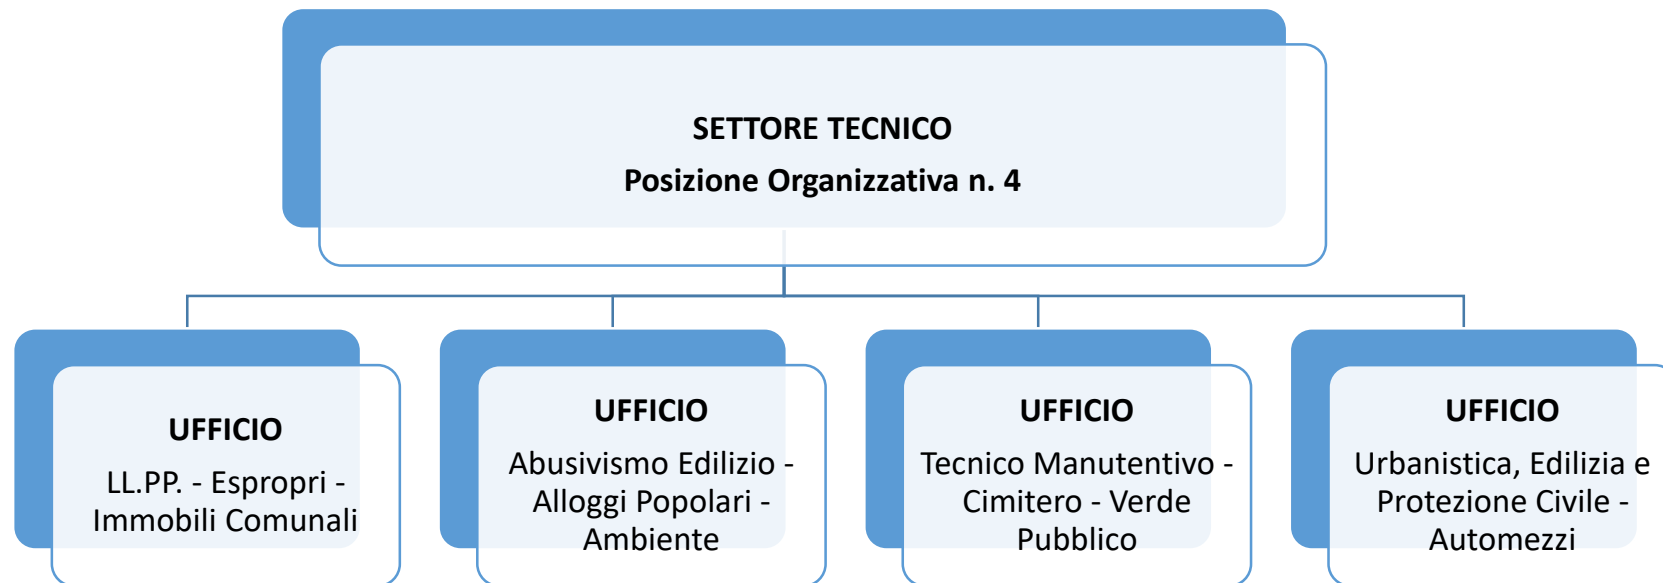 SETTORE TECNICO
Posizione Organizzativa n. 4
UFFICIO
LL.PP. - Espropri -
Immobili Comunali
UFFICIO
Abusivismo Edilizio -
Alloggi Popolari -
Ambiente
UFFICIO
Tecnico Manutentivo -
Cimitero - Verde
Pubblico
UFFICIO
Urbanistica, Edilizia e
Protezione Civile -
Automezzi